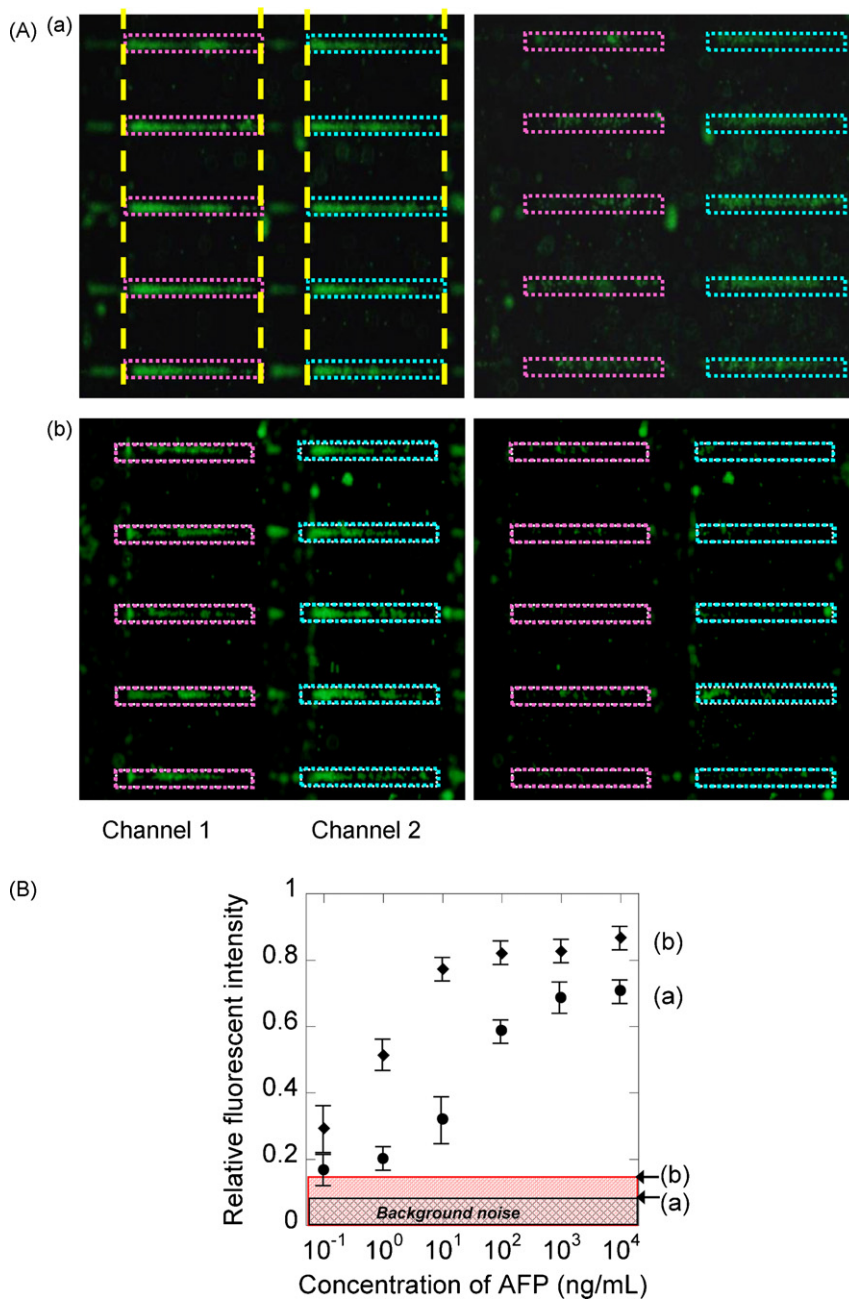 (A)
(a)
(b)
Channel 1 Channel 2
(B)
Relative fluorescent intensity
1
0.8
0.6
0.4
0.2
0
(b)
(a)
(b)
(a)
Background noise
10⁻¹ 10⁰ 10¹ 10² 10³ 10⁴
Concentration of AFP (ng/mL)